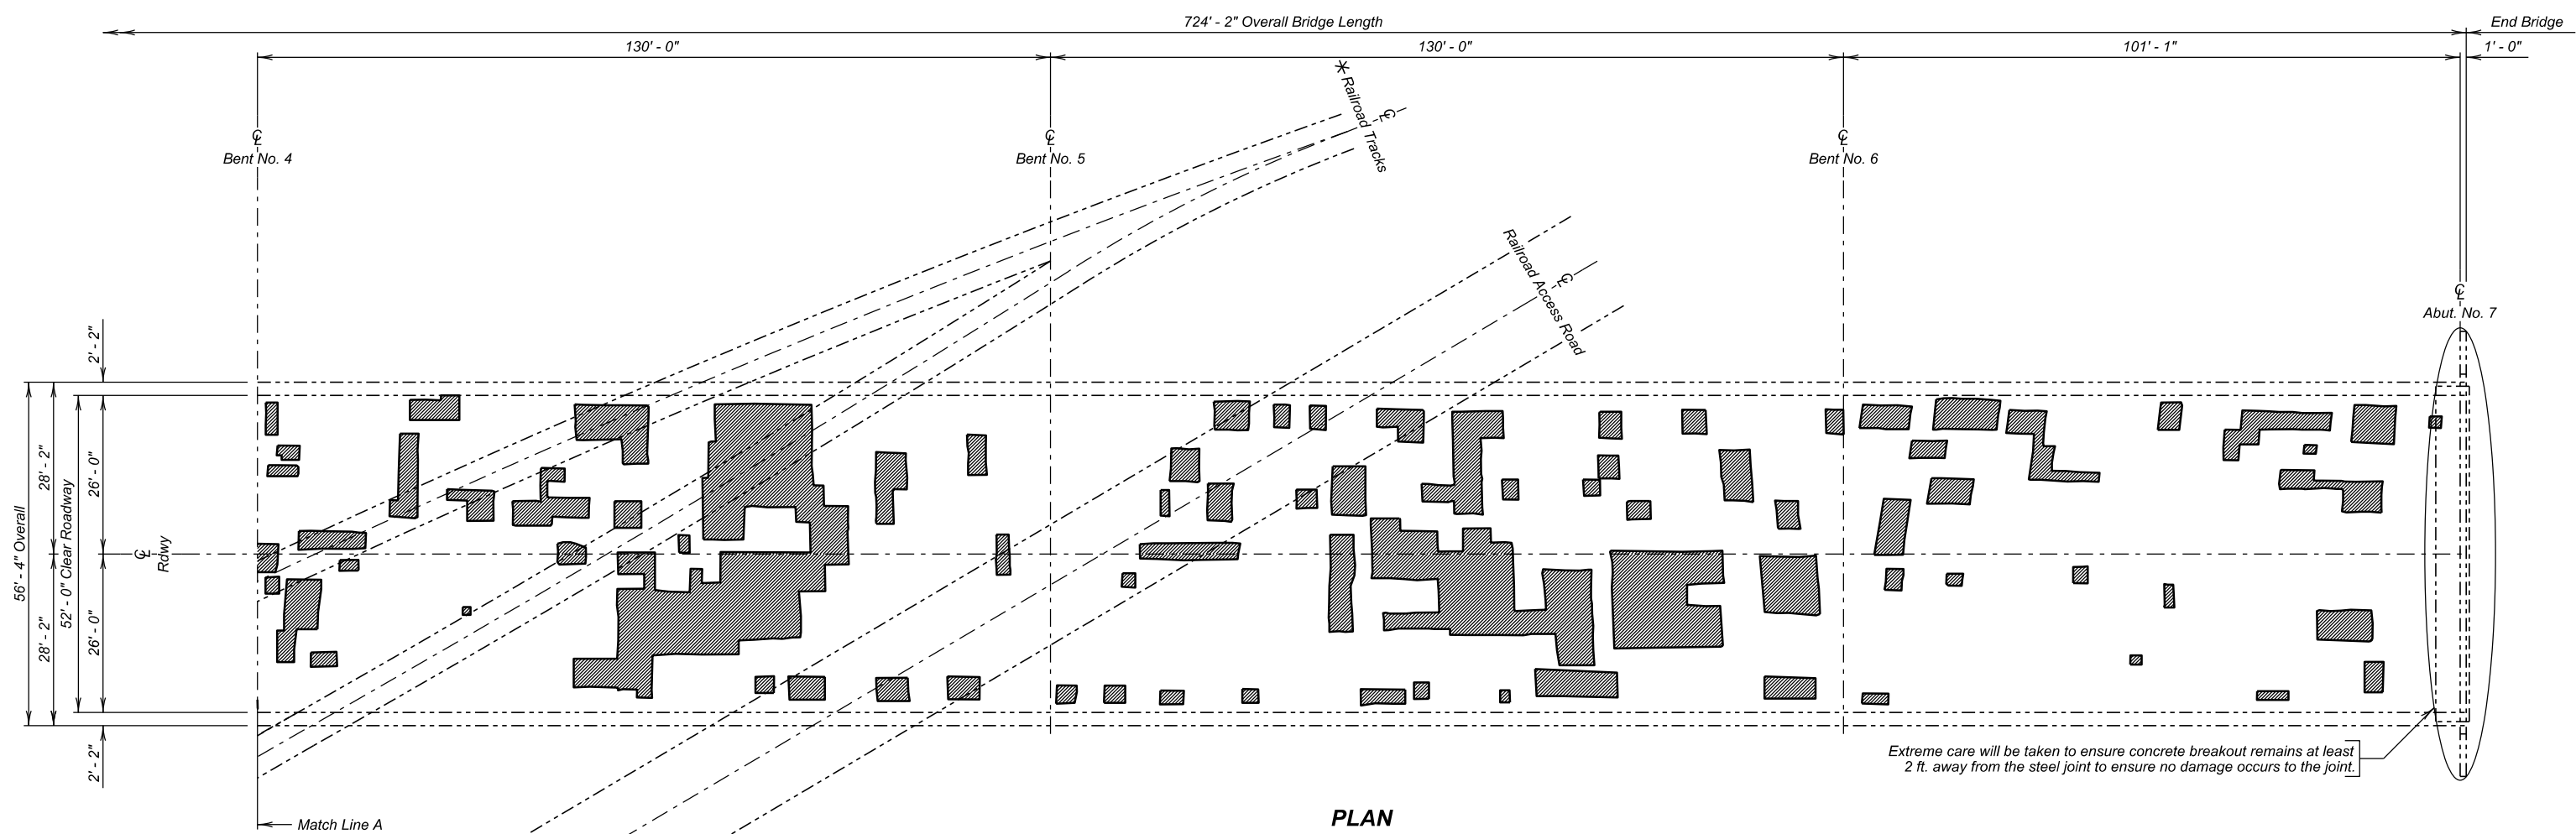 724' - 2" Overall Bridge Length
End Bridge
130' - 0"
130' - 0"
101' - 1"
1' - 0"
Railroad Tracks
℄
℄
Bent No. 4
℄
Bent No. 5
℄
Bent No. 6
Railroad Access Road
℄
℄
Abut. No. 7
2' - 2"
56' - 4" Overall
28' - 2"
28' - 2"
52' - 0" Clear Roadway
26' - 0"
26' - 0"
℄
Rdwy
2' - 2"
Extreme care will be taken to ensure concrete breakout remains at least
2 ft. away from the steel joint to ensure no damage occurs to the joint.
Match Line A
PLAN